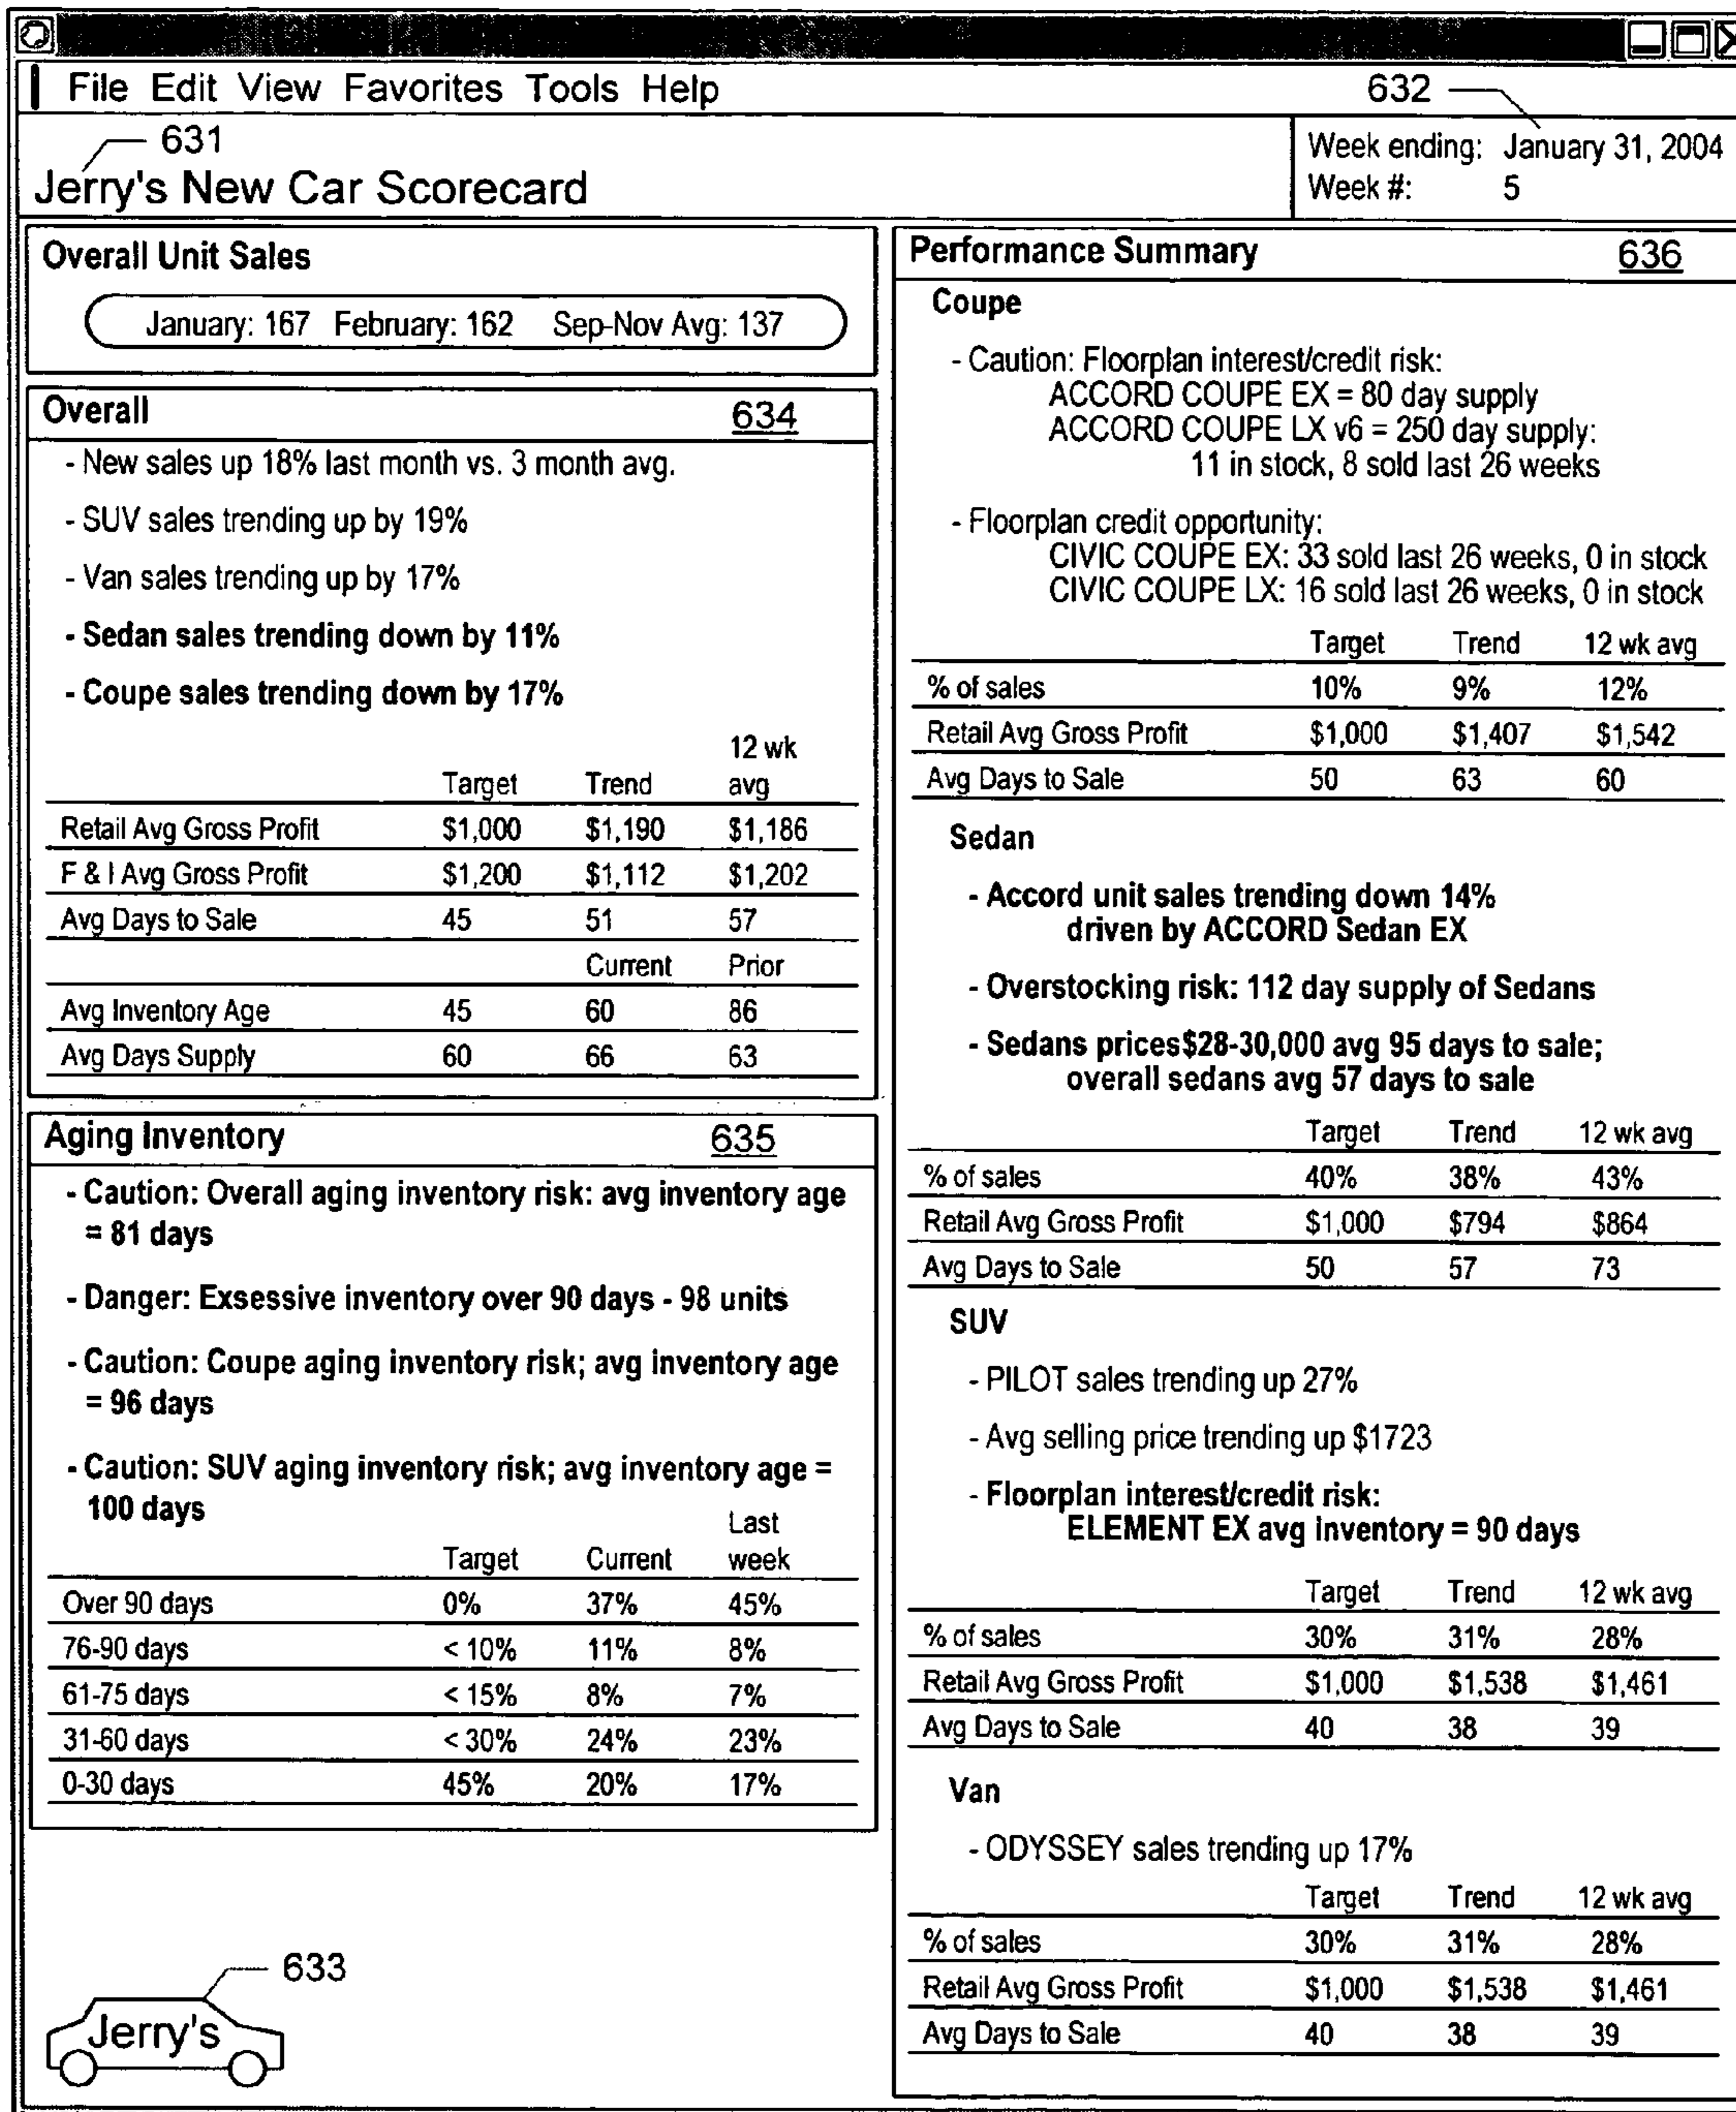 File Edit View Favorites Tools Help
632
631
Jerry's New Car Scorecard
Week ending: January 31, 2004
Week #: 5
Overall Unit Sales
January: 167 February: 162 Sep-Nov Avg: 137
Overall 634
- New sales up 18% last month vs. 3 month avg.
- SUV sales trending up by 19%
- Van sales trending up by 17%
- Sedan sales trending down by 11%
- Coupe sales trending down by 17%
12 wk
Target Trend avg
Retail Avg Gross Profit $1,000 $1,190 $1,186
F & I Avg Gross Profit $1,200 $1,112 $1,202
Avg Days to Sale 45 51 57
Current Prior
Avg Inventory Age 45 60 86
Avg Days Supply 60 66 63
Aging Inventory 635
- Caution: Overall aging inventory risk: avg inventory age
= 81 days
- Danger: Exsessive inventory over 90 days - 98 units
- Caution: Coupe aging inventory risk; avg inventory age
= 96 days
- Caution: SUV aging inventory risk; avg inventory age =
100 days
Last
Target Current week
Over 90 days 0% 37% 45%
76-90 days < 10% 11% 8%
61-75 days < 15% 8% 7%
31-60 days < 30% 24% 23%
0-30 days 45% 20% 17%
633
Jerry's
Performance Summary 636
Coupe
- Caution: Floorplan interest/credit risk:
ACCORD COUPE EX = 80 day supply
ACCORD COUPE LX v6 = 250 day supply:
11 in stock, 8 sold last 26 weeks
- Floorplan credit opportunity:
CIVIC COUPE EX: 33 sold last 26 weeks, 0 in stock
CIVIC COUPE LX: 16 sold last 26 weeks, 0 in stock
Target Trend 12 wk avg
% of sales 10% 9% 12%
Retail Avg Gross Profit $1,000 $1,407 $1,542
Avg Days to Sale 50 63 60
Sedan
- Accord unit sales trending down 14%
driven by ACCORD Sedan EX
- Overstocking risk: 112 day supply of Sedans
- Sedans prices$28-30,000 avg 95 days to sale;
overall sedans avg 57 days to sale
Target Trend 12 wk avg
% of sales 40% 38% 43%
Retail Avg Gross Profit $1,000 $794 $864
Avg Days to Sale 50 57 73
SUV
- PILOT sales trending up 27%
- Avg selling price trending up $1723
- Floorplan interest/credit risk:
ELEMENT EX avg inventory = 90 days
Target Trend 12 wk avg
% of sales 30% 31% 28%
Retail Avg Gross Profit $1,000 $1,538 $1,461
Avg Days to Sale 40 38 39
Van
- ODYSSEY sales trending up 17%
Target Trend 12 wk avg
% of sales 30% 31% 28%
Retail Avg Gross Profit $1,000 $1,538 $1,461
Avg Days to Sale 40 38 39